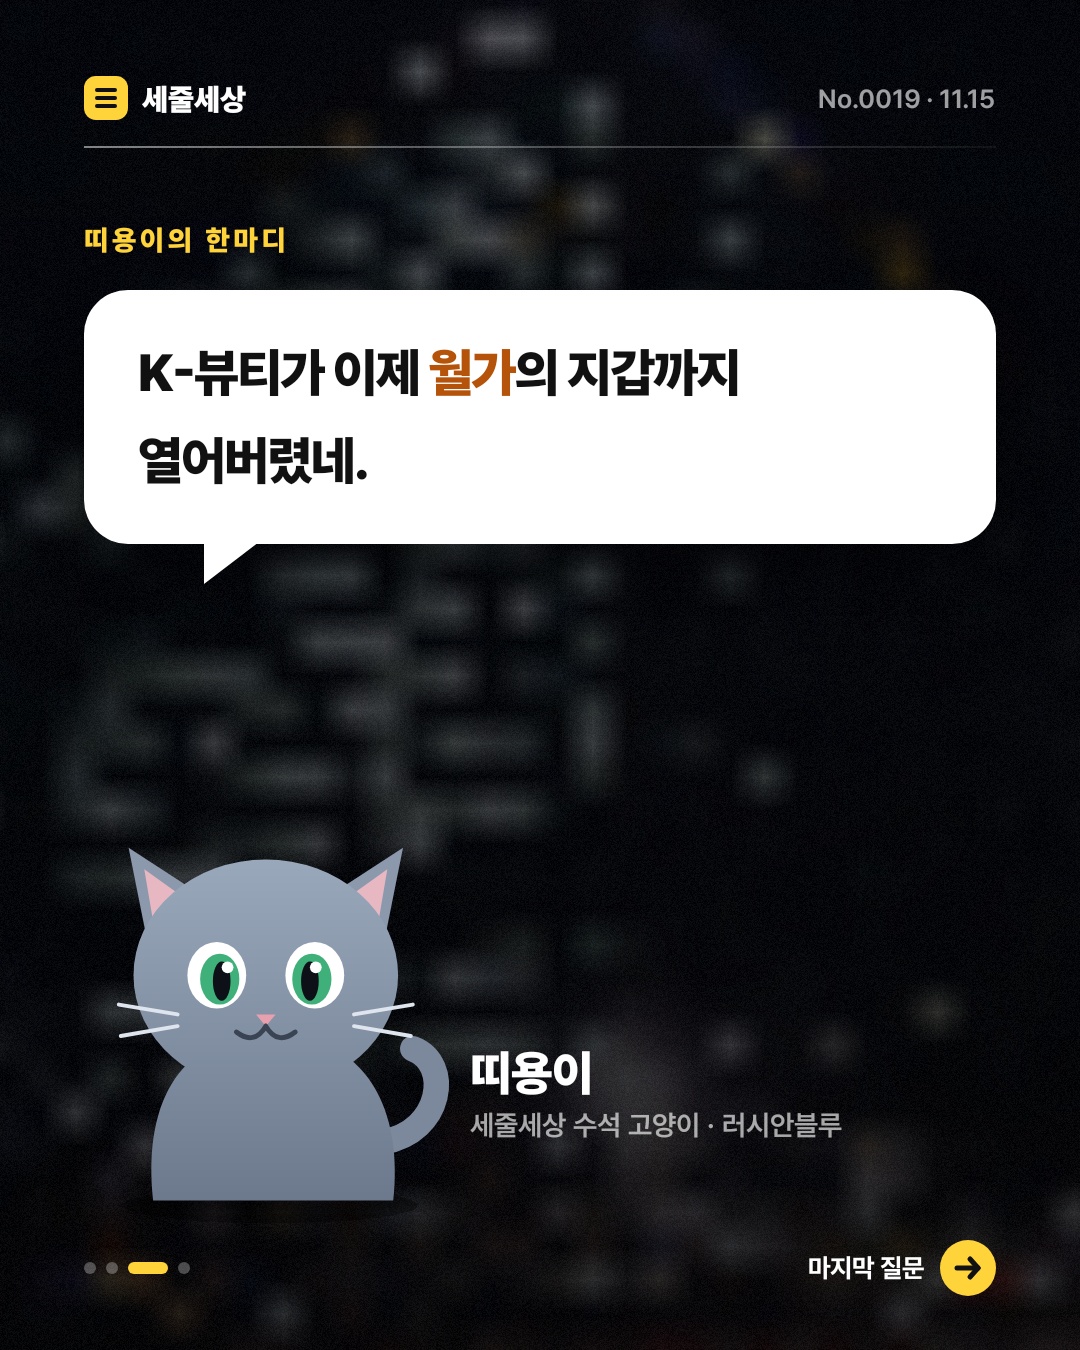 세줄세상
No.0019 · 11.15
띠용이의 한마디
K-뷰티가 이제 월가의 지갑까지
열어버렸네.
띠용이
세줄세상 수석 고양이 · 러시안블루
마지막 질문